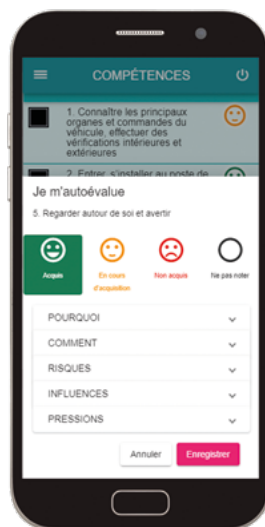 COMPÉTENCES
1. Connaître les principaux
organes et commandes du
véhicule, effectuer des
vérifications intérieures et
extérieures
2. Entrer, s'installer au poste de
Je m'autoévalue
5. Regarder autour de soi et avertir
Acquis
En cours
d'acquisition
Non acquis
Ne pas noter
POURQUOI
COMMENT
RISQUES
INFLUENCES
PRESSIONS
Annuler
Enregistrer